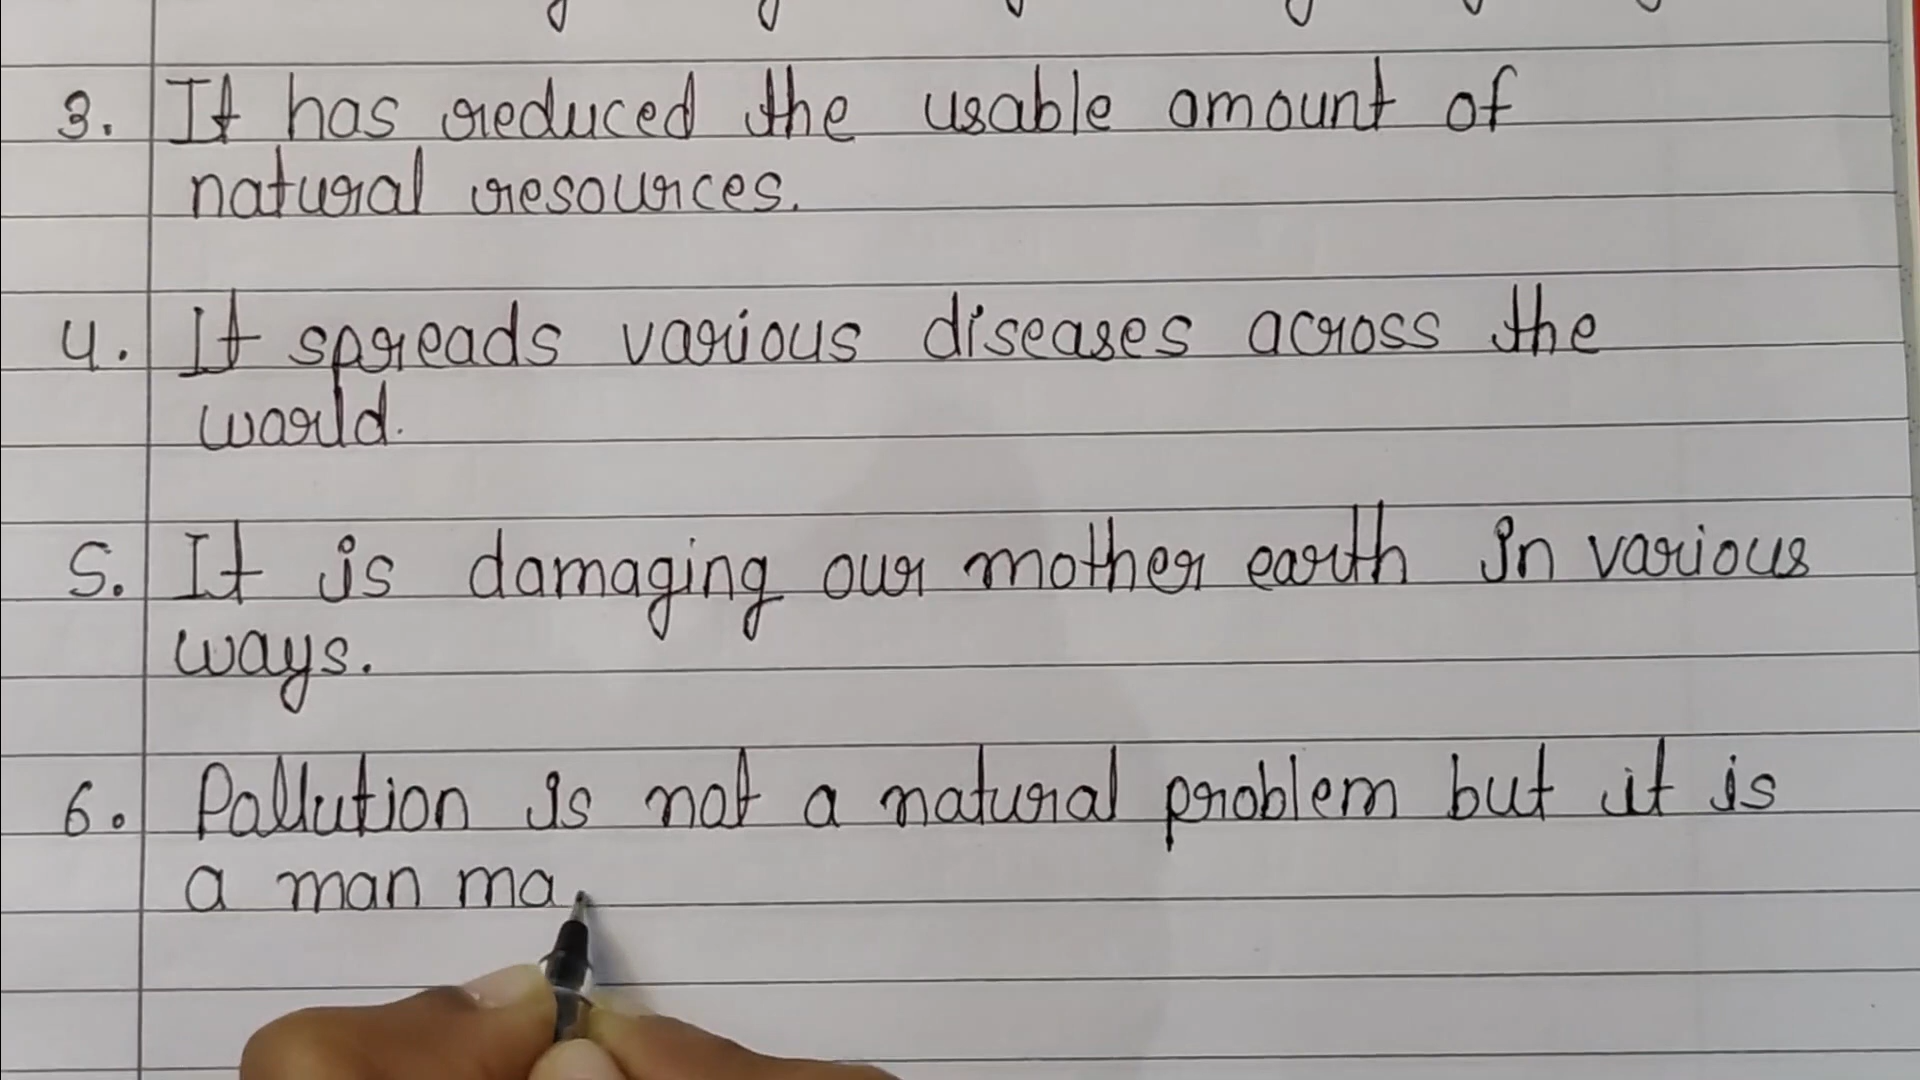 3. It has reduced the usable amount of
natural resources.
4. It spreads various diseases across the
world.
5. It is damaging our mother earth in various
ways.
6. Pollution is not a natural problem but it is
a man ma